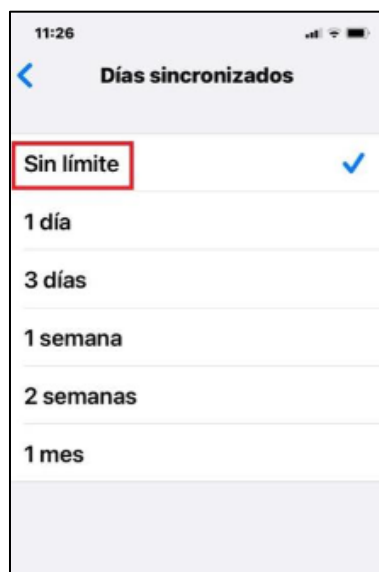 11:26
Días sincronizados
Sin límite
1 día
3 días
1 semana
2 semanas
1 mes